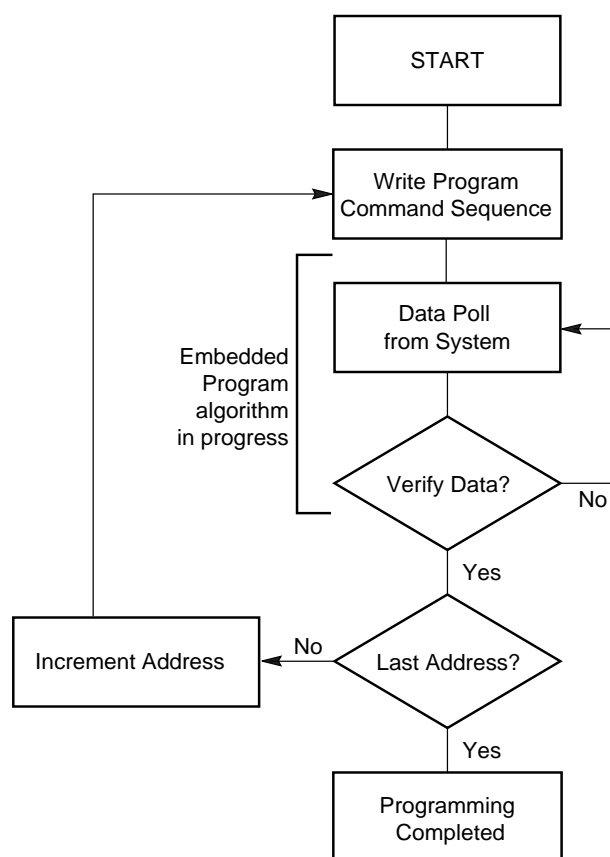 START
Write Program
Command Sequence
Data Poll
from System
Embedded
Program
algorithm
in progress
Verify Data?
No
Yes
No
Increment Address
Last Address?
Yes
Programming
Completed